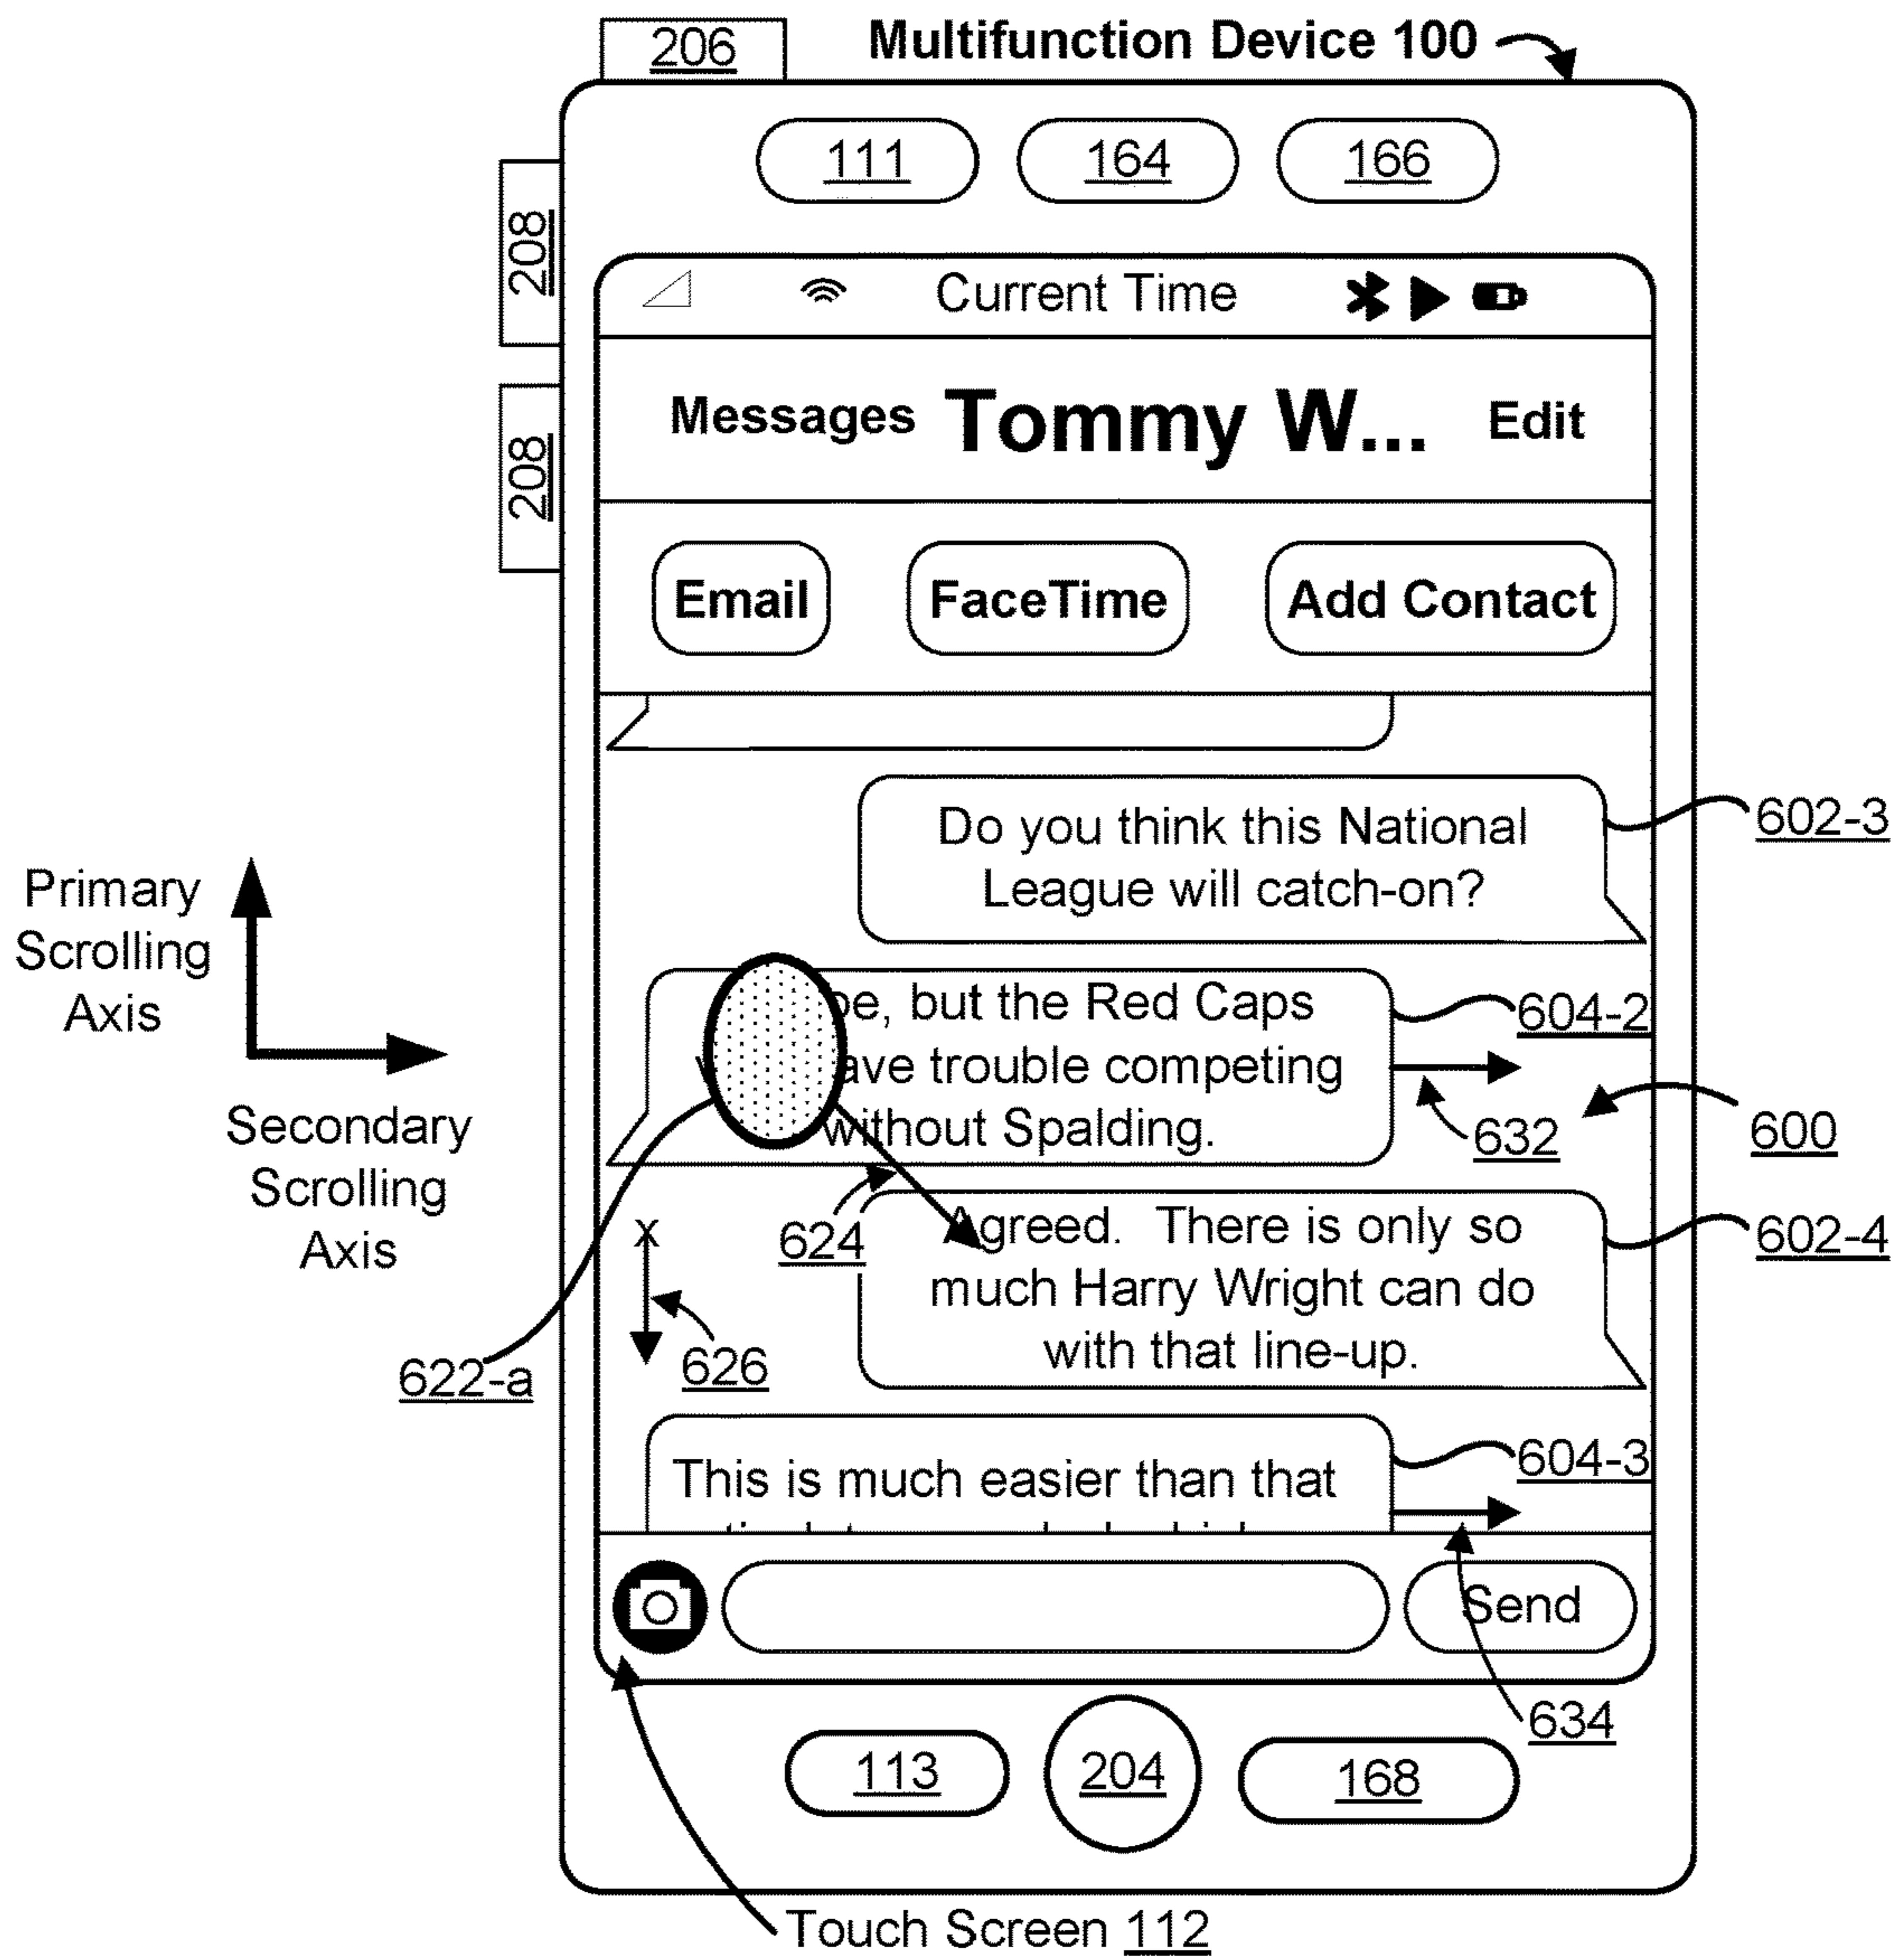 206
Multifunction Device 100
111
164
166
208
208
Current Time
Messages
Tommy W...
Edit
Email
FaceTime
Add Contact
Do you think this National
League will catch-on?
602-3
Primary
Scrolling
Axis
Secondary
Scrolling
Axis
be, but the Red Caps
ave trouble competing
without Spalding.
604-2
632
600
624
Agreed. There is only so
much Harry Wright can do
with that line-up.
602-4
x
626
622-a
This is much easier than that
604-3
Send
634
113
204
168
Touch Screen 112